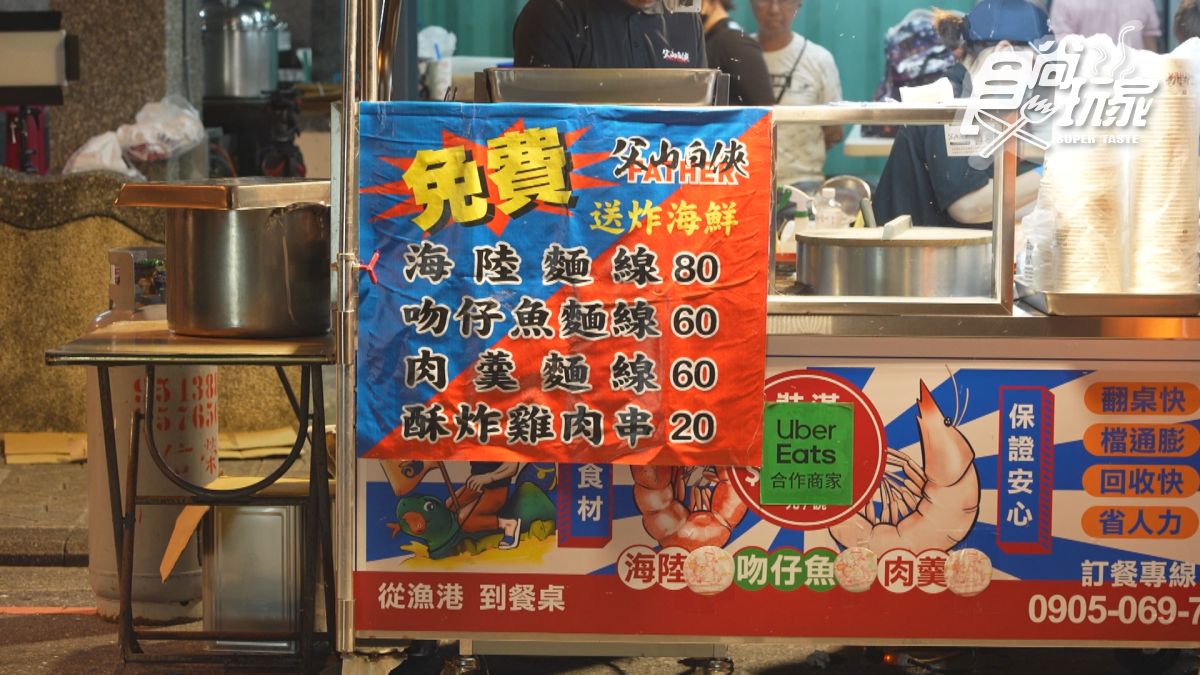 食尚玩家
SUPER TASTE
免費
FATHER
送炸海鮮
海陸麵線 80
吻仔魚麵線 60
肉羹麵線 60
酥炸雞肉串 20
Uber
Eats
合作商家
食材
保證安心
翻桌快
檔通膨
回收快
省人力
海陸
吻仔魚
肉羹
從漁港 到餐桌
訂餐專線
0905-069-7